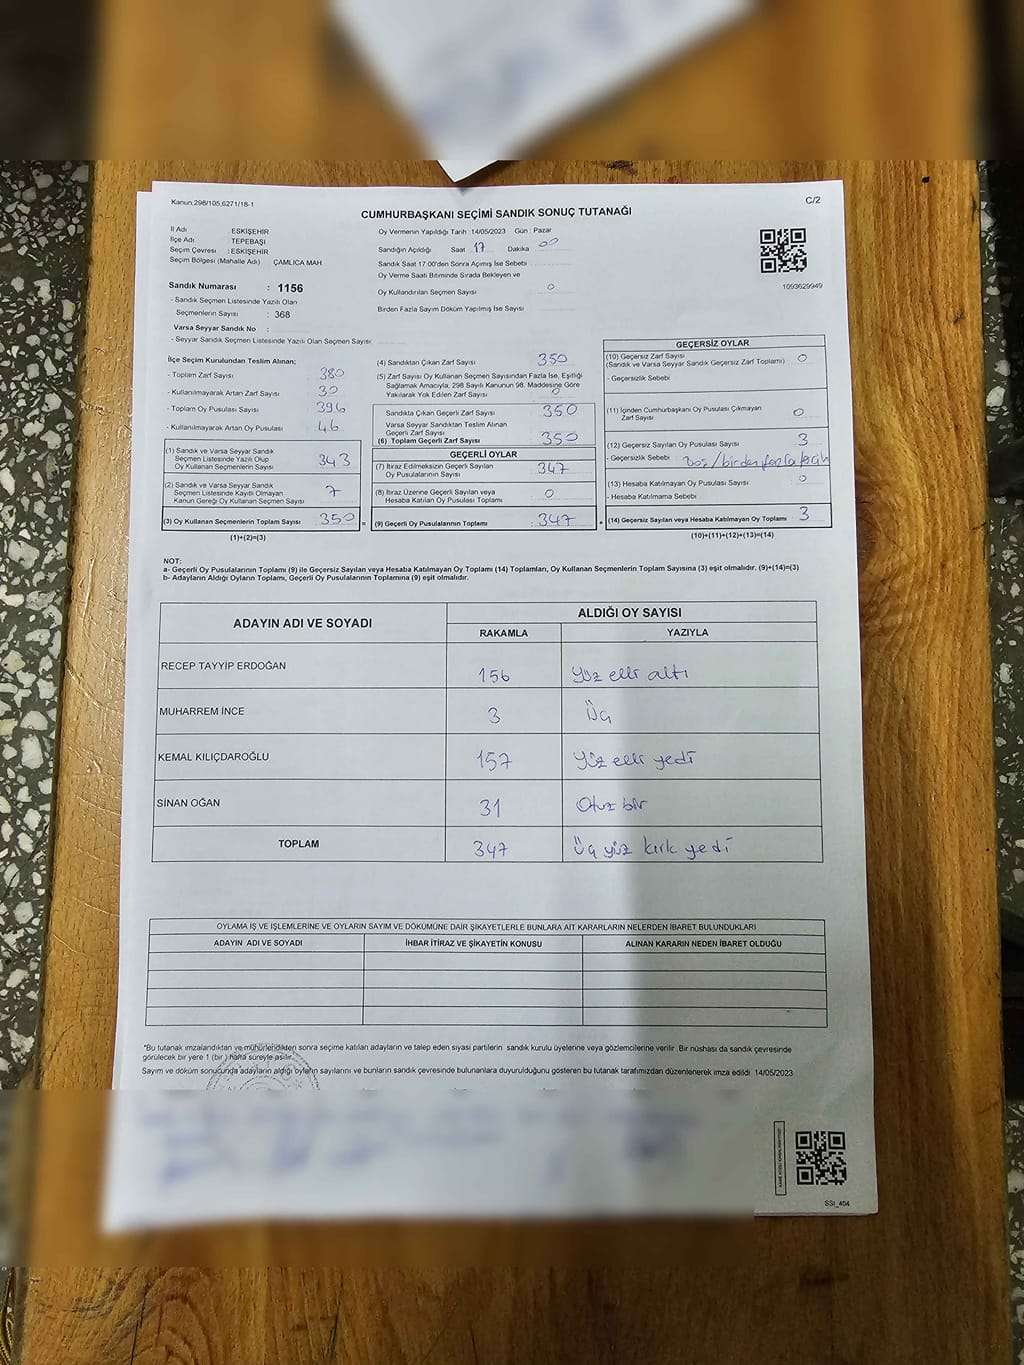 Kanun,298/105,6271/18-1
C/2
CUMHURBAŞKANI SEÇİMİ SANDIK SONUÇ TUTANAĞI
İl Adı ESKİŞEHİR
İlçe Adı : TEPEBAŞI
Seçim Çevresi : ESKİŞEHİR
Seçim Bölgesi (Mahalle Adı) ÇAMLICA MAH
Sandık Numarası : 1156
- Sandık Seçmen Listesinde Yazılı Olan
Seçmenlerin Sayısı : 368
Varsa Seyyar Sandık No :
- Seyyar Sandık Seçmen Listesinde Yazılı Olan Seçmen Sayısı
Oy Vermenin Yapıldığı Tarih :14/05/2023 Gün : Pazar
Sandığın Açıldığı Saat 17 Dakika 00
Sandık Saat 17:00'den Sonra Açılmış İse Sebebi
Oy Verme Saati Bitiminde Sırada Bekleyen ve
Oy Kullandırılan Seçmen Sayısı 0
Birden Fazla Sayım Döküm Yapılmış İse Sayısı
1093629949
İlçe Seçim Kurulundan Teslim Alınan;
- Toplam Zarf Sayısı 380
- Kullanılmayarak Artan Zarf Sayısı 30
- Toplam Oy Pusulası Sayısı 396
- Kullanılmayarak Artan Oy Pusulası 46
(1) Sandık ve Varsa Seyyar Sandık
Seçmen Listesinde Yazılı Olup
Oy Kullanan Seçmenlerin Sayısı 343
(2) Sandık ve Varsa Seyyar Sandık
Seçmen Listesinde Kayıtlı Olmayan
Kanun Gereği Oy Kullanan Seçmen Sayısı 7
(3) Oy Kullanan Seçmenlerin Toplam Sayısı 350 =
(1)+(2)=(3)
(4) Sandıktan Çıkan Zarf Sayısı 350
(5) Zarf Sayısı Oy Kullanan Seçmen Sayısından Fazla İse, Eşitliği
Sağlamak Amacıyla; 298 Sayılı Kanunun 98. Maddesine Göre
Yakılarak Yok Edilen Zarf Sayısı 0
Sandıkla Çıkan Geçerli Zarf Sayısı 350
Varsa Seyyar Sandıktan Teslim Alınan
Geçerli Zarf Sayısı
(6) Toplam Geçerli Zarf Sayısı 350
GEÇERLİ OYLAR
(7) İtiraz Edilmeksizin Geçerli Sayılan
Oy Pusulalarının Sayısı 347
(8) İtiraz Üzerine Geçerli Sayılan veya
Hesaba Katılan Oy Pusulası Toplamı 0
(9) Geçerli Oy Pusulalarının Toplamı : 347 +
GEÇERSİZ OYLAR
(10) Geçersiz Zarf Sayısı
(Sandık ve Varsa Seyyar Sandık Geçersiz Zarf Toplamı) 0
- Geçersizlik Sebebi
(11) İçinden Cumhurbaşkanı Oy Pusulası Çıkmayan
Zarf Sayısı 0
(12) Geçersiz Sayılan Oy Pusulası Sayısı 3
- Geçersizlik Sebebi boş/birden fazla seçim
(13) Hesaba Katılmayan Oy Pusulası Sayısı 0
- Hesaba Katılmama Sebebi
(14) Geçersiz Sayılan veya Hesaba Katılmayan Oy Toplamı 3
(10)+(11)+(12)+(13)=(14)
NOT:
a- Geçerli Oy Pusulalarının Toplamı (9) ile Geçersiz Sayılan veya Hesaba Katılmayan Oy Toplamı (14) Toplamları, Oy Kullanan Seçmenlerin Toplam Sayısına (3) eşit olmalıdır. (9)+(14)=(3)
b- Adayların Aldığı Oyların Toplamı, Geçerli Oy Pusulalarının Toplamına (9) eşit olmalıdır.
ADAYIN ADI VE SOYADI ALDIĞI OY SAYISI
RAKAMLA YAZIYLA
RECEP TAYYİP ERDOĞAN 156 Yüz elli altı
MUHARREM İNCE 3 Üç
KEMAL KILIÇDAROĞLU 157 Yüz elli yedi
SİNAN OĞAN 31 Otuz bir
TOPLAM 347 Üç yüz kırk yedi
OYLAMA İŞ VE İŞLEMLERİNE VE OYLARIN SAYIM VE DÖKÜMÜNE DAİR ŞİKAYETLERLE BUNLARA AİT KARARLARIN NELERDEN İBARET BULUNDUKLARI
ADAYIN ADI VE SOYADI İHBAR İTİRAZ VE ŞİKAYETİN KONUSU ALINAN KARARIN NEDEN İBARET OLDUĞU
*Bu tutanak imzalandıktan ve mühürlendikten sonra seçime katılan adayların ve talep eden siyasi partilerin sandık kurulu üyelerine veya gözlemcilerine verilir. Bir nüshası da sandık çevresinde
görülecek bir yere 1 (bir ) hafta süreyle asılır.
Sayım ve döküm sonucunda adayların aldığı oyların sayılarını ve bunların sandık çevresinde bulunanlara duyurulduğunu gösteren bu tutanak tarafımızdan düzenlenerek imza edildi. 14/05/2023
SSI_404